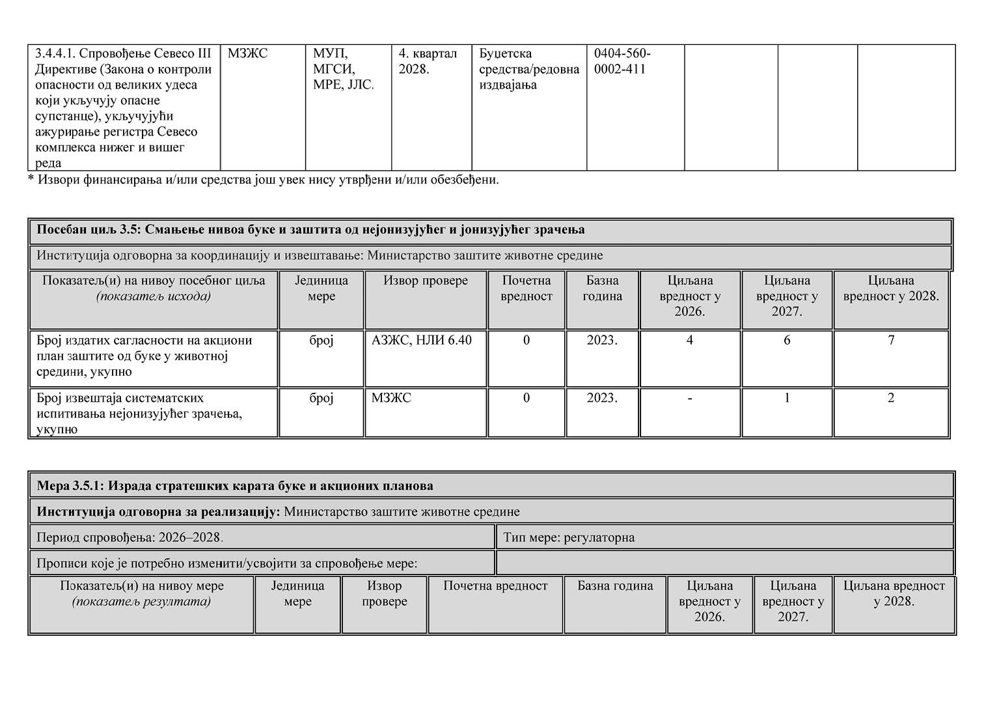 3.4.4.1. Спровођење Севесо III
Директиве (Закона о контроли
опасности од великих удеса
који укључују опасне
супстанце), укључујући
ажурирање регистра Севесо
комплекса нижег и вишег
реда
МЗЖС
МУП,
МГСИ,
МРЕ, ЈЛС.
4. квартал
2028.
Буџетска
средства/редовна
издвајања
0404-560-
0002-411
* Извори финансирања и/или средства још увек нису утврђени и/или обезбеђени.
Посебан циљ 3.5: Смањење нивоа буке и заштита од нејонизујућег и јонизујућег зрачења
Институција одговорна за координацију и извештавање: Министарство заштите животне средине
Показатељ(и) на нивоу посебног циља
(показатељ исхода)
Јединица
мере
Извор провере
Почетна
вредност
Базна
година
Циљана
вредност у
2026.
Циљана
вредност у
2027.
Циљана
вредност у 2028.
Број издатих сагласности на акциони
план заштите од буке у животној
средини, укупно
број
АЗЖС, НЛИ 6.40
0
2023.
4
6
7
Број извештаја систематских
испитивања нејонизујућег зрачења,
укупно
број
МЗЖС
0
2023.
-
1
2
Мера 3.5.1: Израда стратешких карата буке и акционих планова
Институција одговорна за реализацију: Министарство заштите животне средине
Период спровођења: 2026–2028.
Тип мере: регулаторна
Прописи које је потребно изменити/усвојити за спровођење мере:
Показатељ(и) на нивоу мере
(показатељ резултата)
Јединица
мере
Извор
провере
Почетна вредност
Базна година
Циљана
вредност у
2026.
Циљана
вредност у
2027.
Циљана вредност
у 2028.